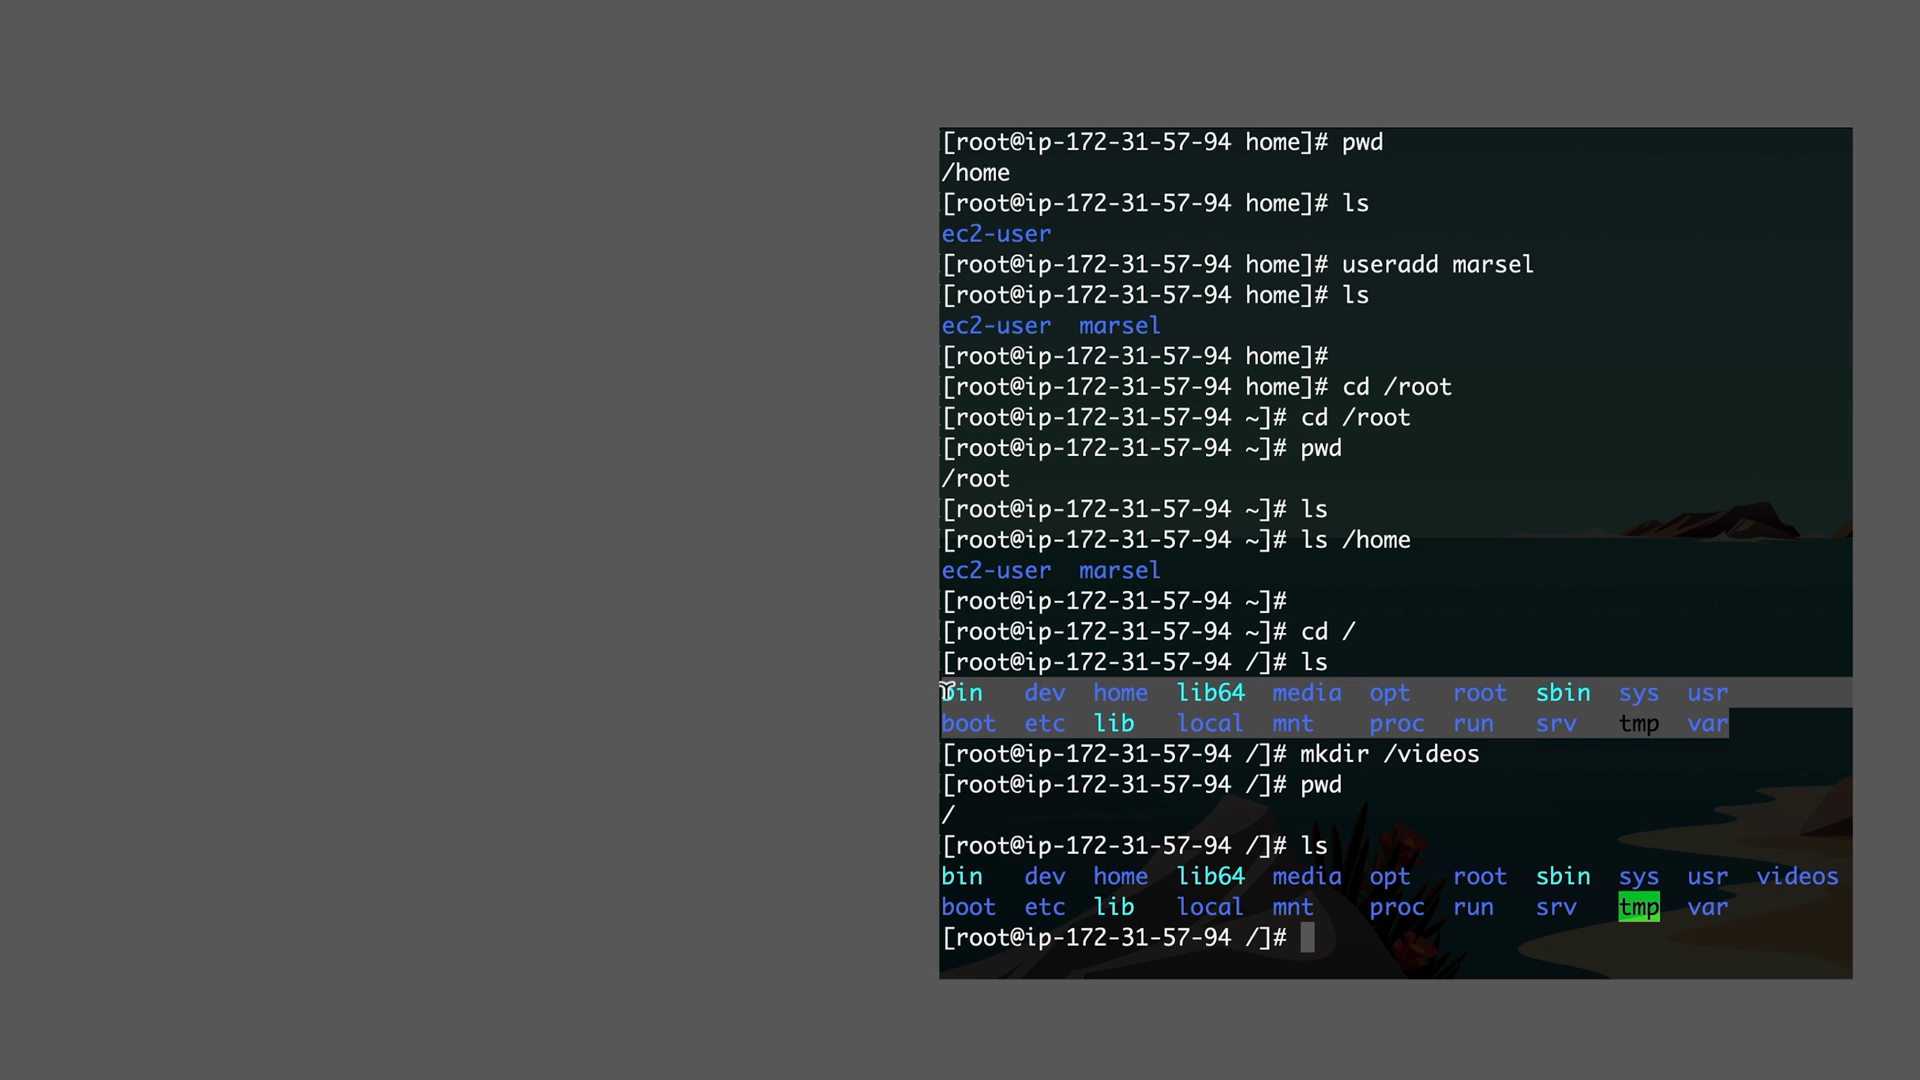 [root@ip-172-31-57-94 home]# pwd
/home
[root@ip-172-31-57-94 home]# ls
ec2-user
[root@ip-172-31-57-94 home]# useradd marsel
[root@ip-172-31-57-94 home]# ls
ec2-user  marsel
[root@ip-172-31-57-94 home]#
[root@ip-172-31-57-94 home]# cd /root
[root@ip-172-31-57-94 ~]# cd /root
[root@ip-172-31-57-94 ~]# pwd
/root
[root@ip-172-31-57-94 ~]# ls
[root@ip-172-31-57-94 ~]# ls /home
ec2-user  marsel
[root@ip-172-31-57-94 ~]#
[root@ip-172-31-57-94 ~]# cd /
[root@ip-172-31-57-94 /]# ls
bin   dev  home  lib64  media  opt   root  sbin  sys  usr
boot  etc  lib   local  mnt    proc  run   srv   tmp  var
[root@ip-172-31-57-94 /]# mkdir /videos
[root@ip-172-31-57-94 /]# pwd
/
[root@ip-172-31-57-94 /]# ls
bin   dev  home  lib64  media  opt   root  sbin  sys  usr  videos
boot  etc  lib   local  mnt    proc  run   srv   tmp  var
[root@ip-172-31-57-94 /]#